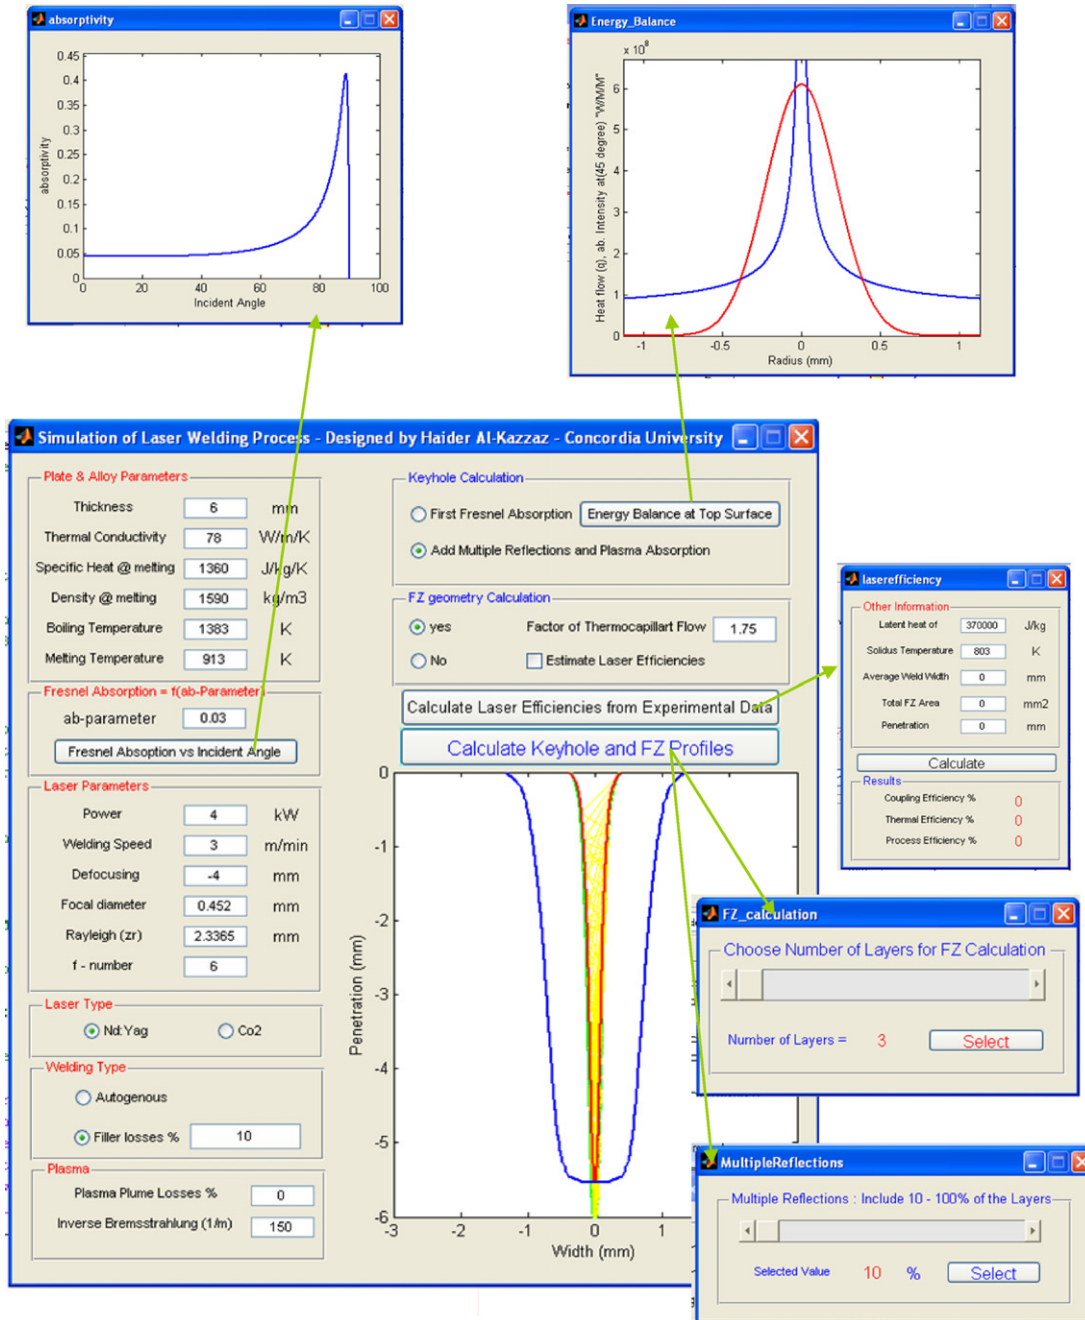 absorptivity
0.45
0.4
0.35
0.3
0.25
0.2
0.15
0.1
0.05
0
absorptivity
0 20 40 60 80 100
Incident Angle
Energy_Balance
x 10^8
6
5
4
3
2
1
0
Heat flow (q), ab. Intensity at(45 degree) "W/M/M"
-1 -0.5 0 0.5 1
Radius (mm)
Simulation of Laser Welding Process - Designed by Haider Al-Kazzaz - Concordia University
Plate & Alloy Parameters
Thickness 6 mm
Thermal Conductivity 78 W/m/K
Specific Heat @ melting 1360 J/kg/K
Density @ melting 1590 kg/m3
Boiling Temperature 1383 K
Melting Temperature 913 K
Fresnel Absorption = f(ab-Parameter)
ab-parameter 0.03
Fresnel Absoption vs Incident Angle
Laser Parameters
Power 4 kW
Welding Speed 3 m/min
Defocusing -4 mm
Focal diameter 0.452 mm
Rayleigh (zr) 2.3365 mm
f - number 6
Laser Type
Nd:Yag Co2
Welding Type
Autogenous
Filler losses % 10
Plasma
Plasma Plume Losses % 0
Inverse Bremsstrahlung (1/m) 150
Keyhole Calculation
First Fresnel Absorption Energy Balance at Top Surface
Add Multiple Reflections and Plasma Absorption
FZ geometry Calculation
yes Factor of Thermocapillart Flow 1.75
No Estimate Laser Efficiencies
Calculate Laser Efficiencies from Experimental Data
Calculate Keyhole and FZ Profiles
0
-1
-2
-3
-4
-5
-6
Penetration (mm)
-3 -2 -1 0 1
Width (mm)
laserefficiency
Other Information
Latent heat of 370000 J/kg
Solidus Temperature 803 K
Average Weld Width 0 mm
Total FZ Area 0 mm2
Penetration 0 mm
Calculate
Results
Coupling Efficiency % 0
Thermal Efficiency % 0
Process Efficiency % 0
FZ_calculation
Choose Number of Layers for FZ Calculation
Number of Layers = 3 Select
MultipleReflections
Multiple Reflections : Include 10 - 100% of the Layers
Selected Value 10 % Select